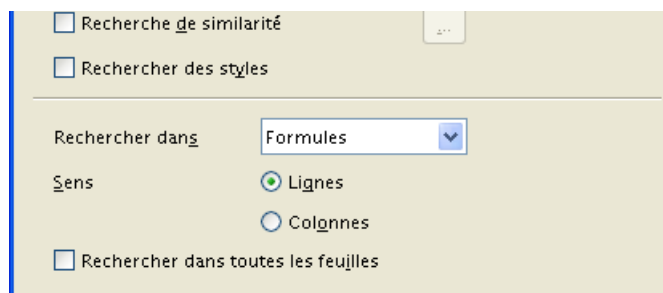 Recherche de similarité ...
Rechercher des styles
Rechercher dans Formules
Sens Lignes
Colonnes
Rechercher dans toutes les feuilles